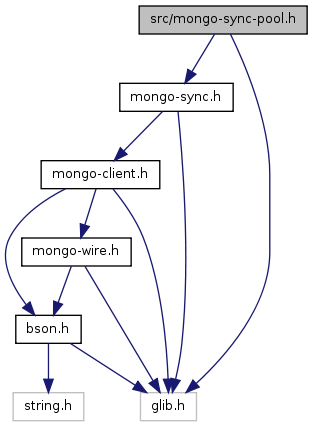 src/mongo-sync-pool.h
mongo-sync.h
mongo-client.h
mongo-wire.h
bson.h
string.h
glib.h